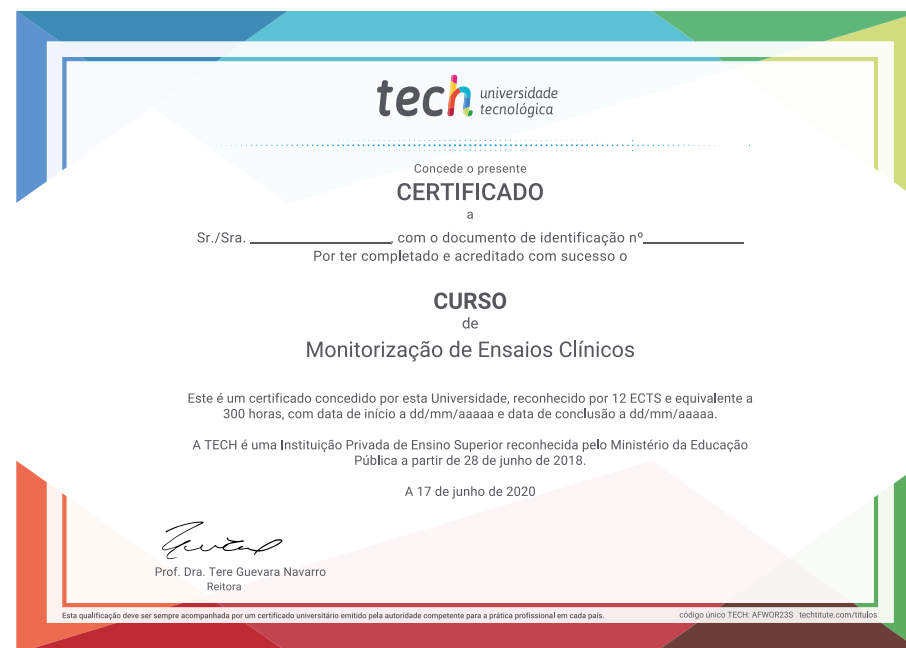 tech universidade
tecnológica
Concede o presente
CERTIFICADO
a
Sr./Sra. ____________________, com o documento de identificação nº______________
Por ter completado e acreditado com sucesso o
CURSO
de
Monitorização de Ensaios Clínicos
Este é um certificado concedido por esta Universidade, reconhecido por 12 ECTS e equivalente a
300 horas, com data de início a dd/mm/aaaaa e data de conclusão a dd/mm/aaaaa.
A TECH é uma Instituição Privada de Ensino Superior reconhecida pelo Ministério da Educação
Pública a partir de 28 de junho de 2018.
A 17 de junho de 2020
Prof. Dra. Tere Guevara Navarro
Reitora
Esta qualificação deve ser sempre acompanhada por um certificado universitário emitido pela autoridade competente para a prática profissional em cada país.
código único TECH: AFWOR23S techtitute.com/titulos